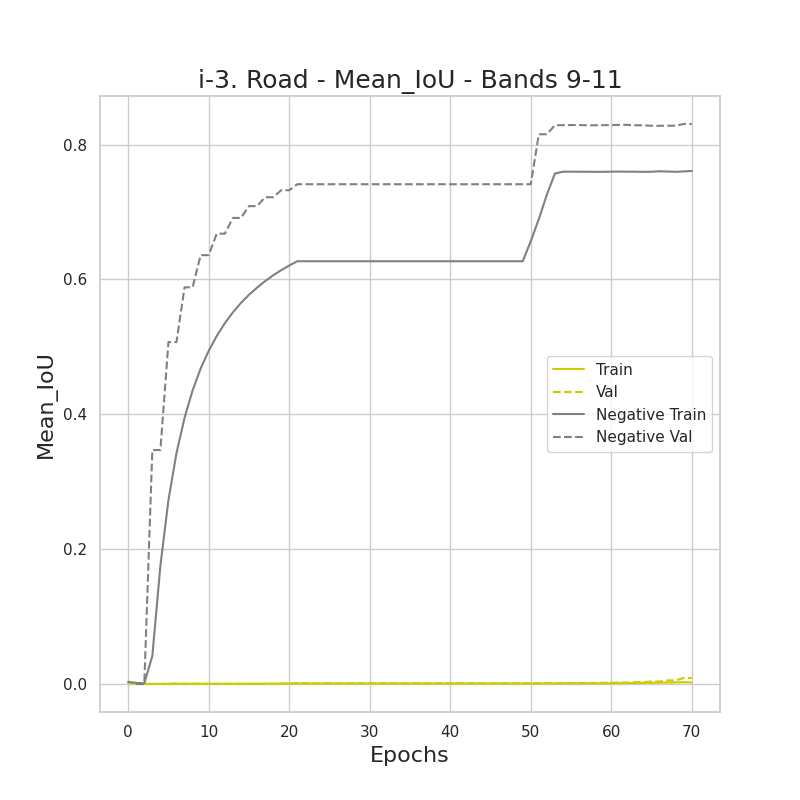 i-3. Road - Mean_IoU - Bands 9-11
Mean_IoU
0.8
0.6
0.4
0.2
0.0
Train
Val
Negative Train
Negative Val
0 10 20 30 40 50 60 70
Epochs